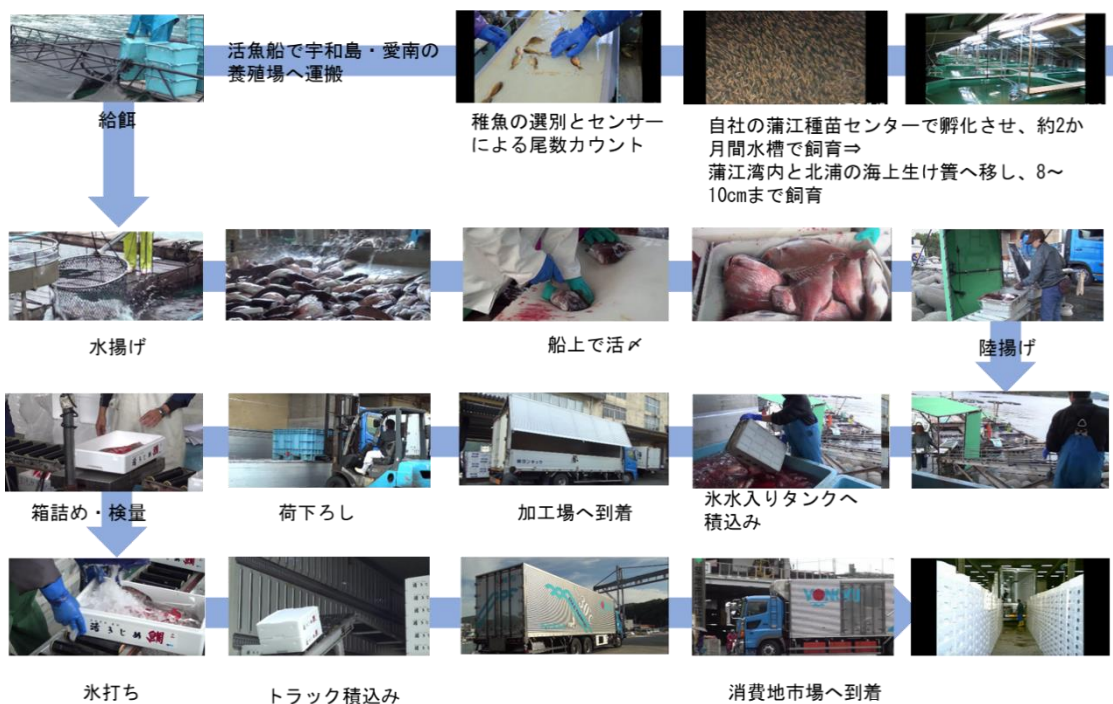 活魚船で宇和島・愛南の
養殖場へ運搬
給餌
稚魚の選別とセンサー
による尾数カウント
自社の蒲江種苗センターで孵化させ、約2か
月間水槽で飼育⇒
蒲江湾内と北浦の海上生け簀へ移し、8～
10cmまで飼育
水揚げ
船上で活〆
陸揚げ
箱詰め・検量
荷下ろし
加工場へ到着
氷水入りタンクへ
積込み
YONKYU
活うじめ鯛
氷打ち
トラック積込み
消費地市場へ到着